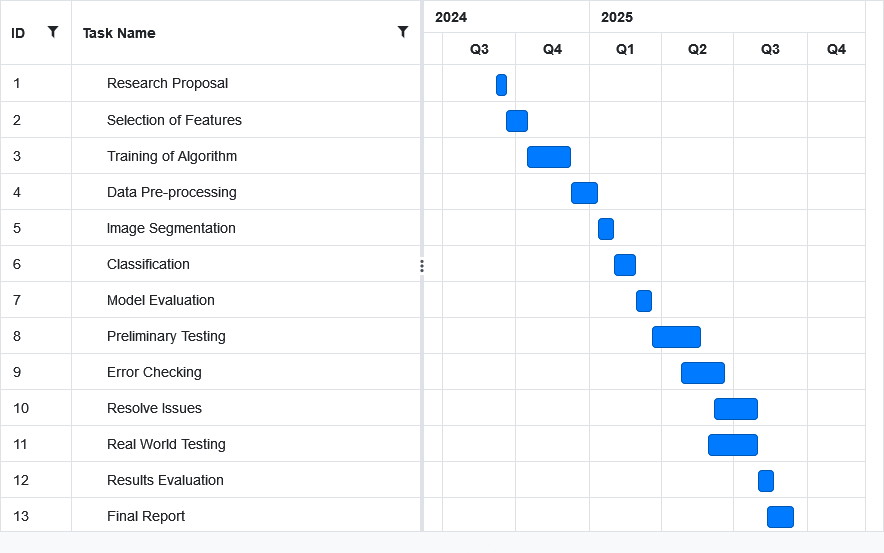 2024 2025
ID Task Name
Q3 Q4 Q1 Q2 Q3 Q4
1 Research Proposal
2 Selection of Features
3 Training of Algorithm
4 Data Pre-processing
5 Image Segmentation
6 Classification
7 Model Evaluation
8 Preliminary Testing
9 Error Checking
10 Resolve Issues
11 Real World Testing
12 Results Evaluation
13 Final Report